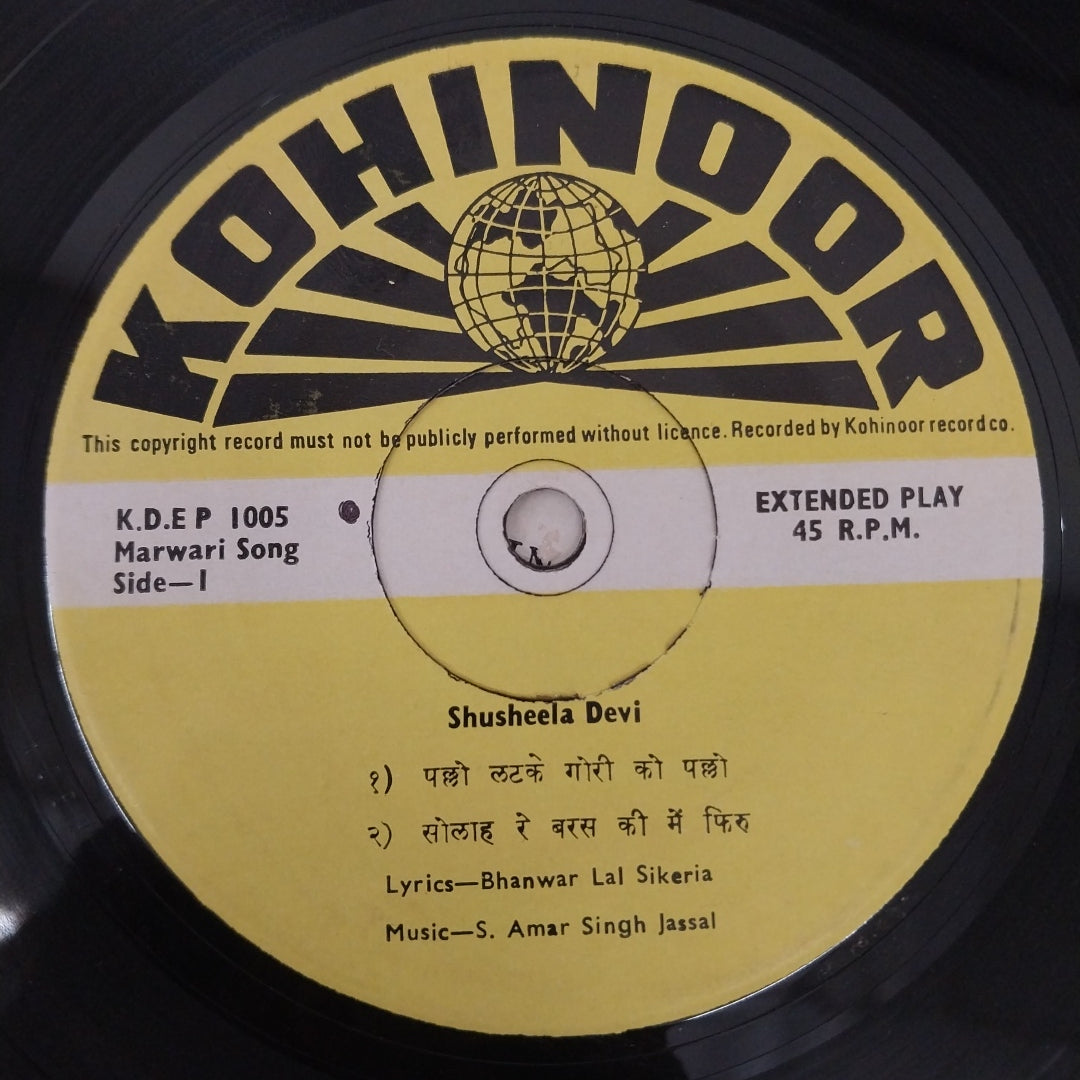 KOHINOOR
This copyright record must not be publicly performed without licence. Recorded by Kohinoor record co.
K.D.E P 1005
Marwari Song
Side—1
EXTENDED PLAY
45 R.P.M.
Shusheela Devi
१) पल्लो लटके गोरी को पल्लो
२) सोलाह रे बरस की में फिरु
Lyrics—Bhanwar Lal Sikeria
Music—S. Amar Singh Jassal